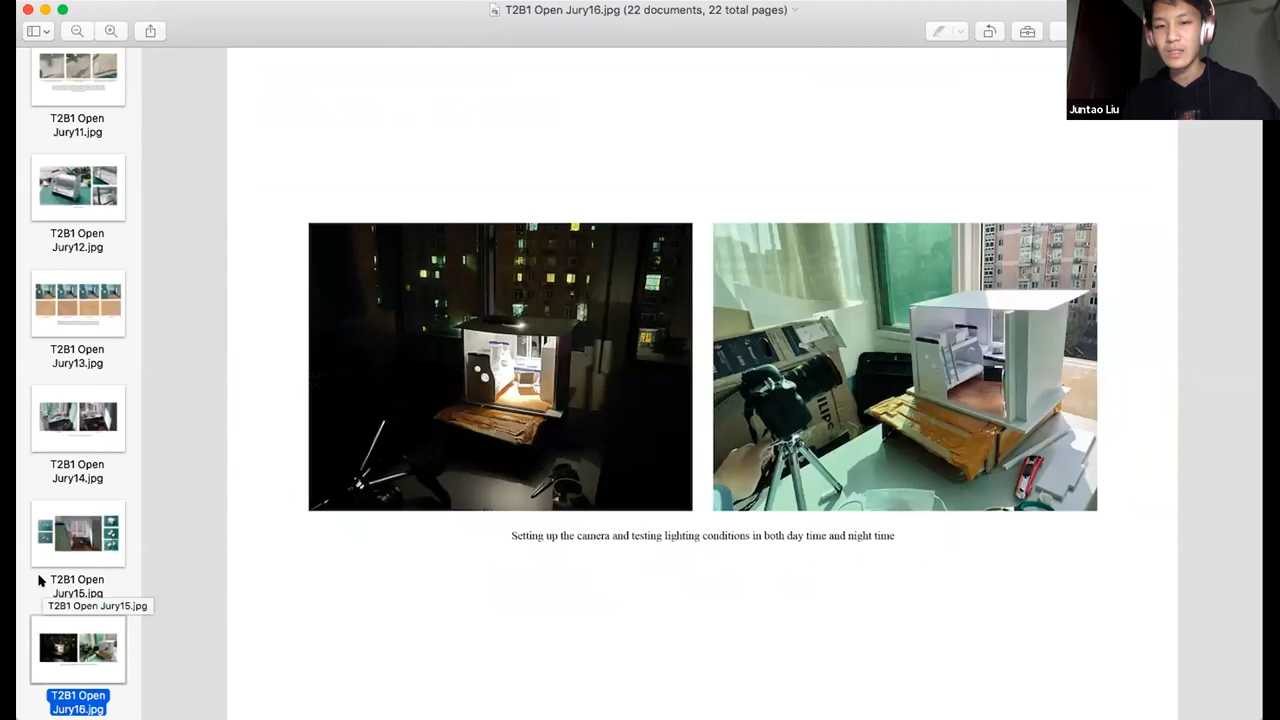 T2B1 Open Jury16.jpg (22 documents, 22 total pages)
Juntao Liu
T2B1 Open
Jury11.jpg
T2B1 Open
Jury12.jpg
T2B1 Open
Jury13.jpg
T2B1 Open
Jury14.jpg
T2B1 Open
Jury15.jpg
T2B1 Open Jury15.jpg
T2B1 Open
Jury16.jpg
PHILIPS
Setting up the camera and testing lighting conditions in both day time and night time